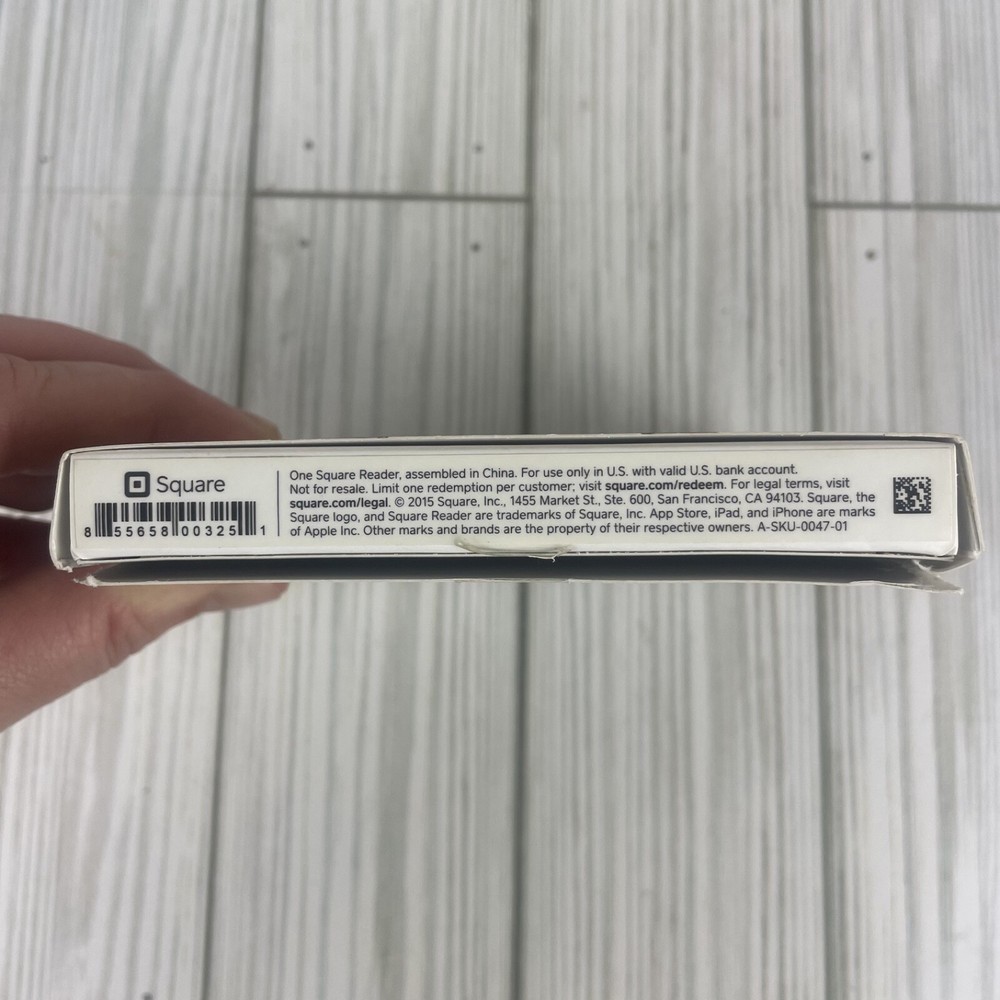 Square
8 55658 00325 1
One Square Reader, assembled in China. For use only in U.S. with valid U.S. bank account.
Not for resale. Limit one redemption per customer; visit square.com/redeem. For legal terms, visit
square.com/legal. © 2015 Square, Inc., 1455 Market St., Ste. 600, San Francisco, CA 94103. Square, the
Square logo, and Square Reader are trademarks of Square, Inc. App Store, iPad, and iPhone are marks
of Apple Inc. Other marks and brands are the property of their respective owners. A-SKU-0047-01